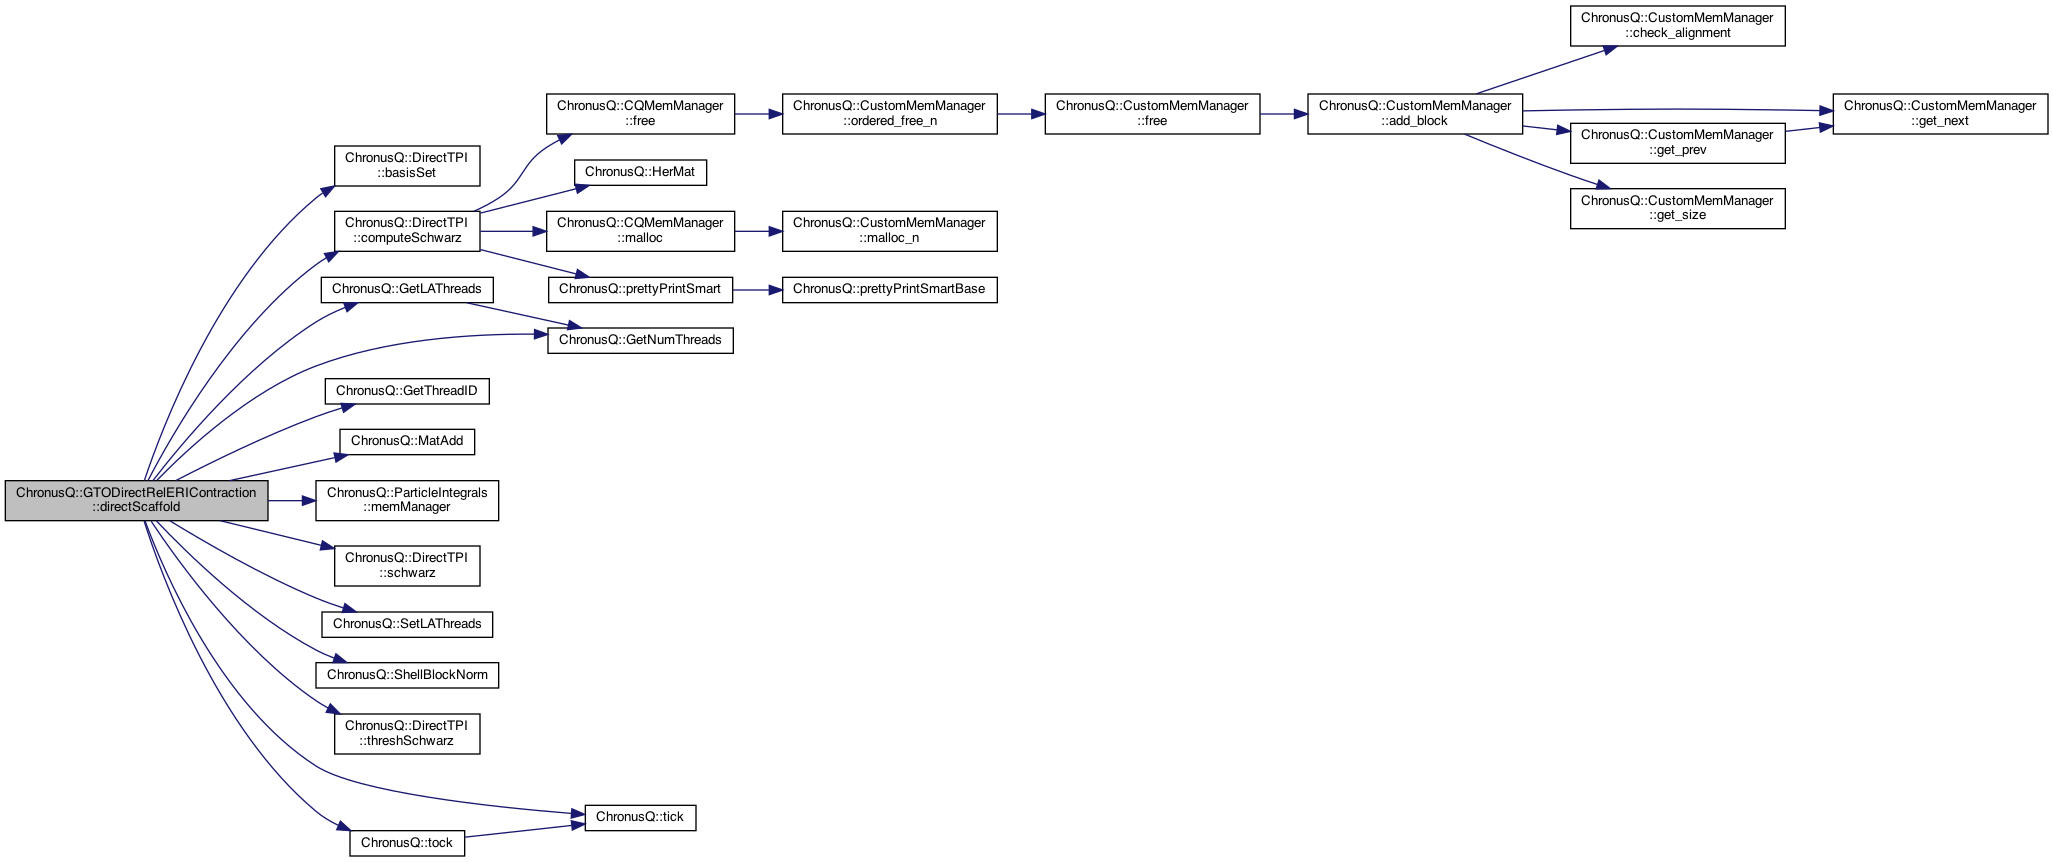 ChronusQ::GTODirectRelERIContraction
::directScaffold
ChronusQ::DirectTPI
::basisSet
ChronusQ::DirectTPI
::computeSchwarz
ChronusQ::CQMemManager
::free
ChronusQ::CustomMemManager
::ordered_free_n
ChronusQ::CustomMemManager
::free
ChronusQ::CustomMemManager
::add_block
ChronusQ::CustomMemManager
::check_alignment
ChronusQ::CustomMemManager
::get_next
ChronusQ::CustomMemManager
::get_prev
ChronusQ::CustomMemManager
::get_size
ChronusQ::HerMat
ChronusQ::CQMemManager
::malloc
ChronusQ::CustomMemManager
::malloc_n
ChronusQ::prettyPrintSmart
ChronusQ::prettyPrintSmartBase
ChronusQ::GetLAThreads
ChronusQ::GetNumThreads
ChronusQ::GetThreadID
ChronusQ::MatAdd
ChronusQ::ParticleIntegrals
::memManager
ChronusQ::DirectTPI
::schwarz
ChronusQ::SetLAThreads
ChronusQ::ShellBlockNorm
ChronusQ::DirectTPI
::threshSchwarz
ChronusQ::tick
ChronusQ::tock